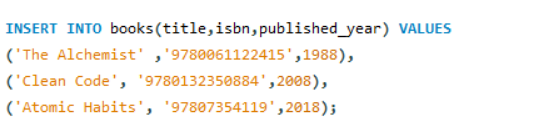 INSERT INTO books(title,isbn,published_year) VALUES
('The Alchemist' ,'9780061122415',1988),
('Clean Code', '9780132350884',2008),
('Atomic Habits', '97807354119',2018);